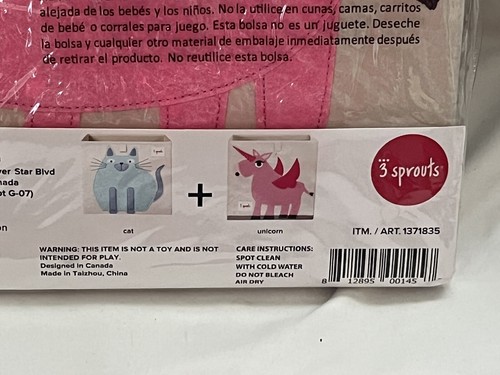 alejada de los bebés y los niños. No la utilice en cunas, camas, carritos
de bebé o corrales para juego. Esta bolsa no es un juguete. Deseche
la bolsa y cualquier otro material de embalaje inmediatamente después
de retirar el producto. No reutilice esta bolsa.
Star Blvd
G-07)
3 sprouts
+
cat
unicorn
ITM. / ART. 1371835
WARNING: THIS ITEM IS NOT A TOY AND IS NOT
INTENDED FOR PLAY.
Designed in Canada
Made in Taizhou, China
CARE INSTRUCTIONS:
SPOT CLEAN
WITH COLD WATER
DO NOT BLEACH
AIR DRY
8 12895 00145